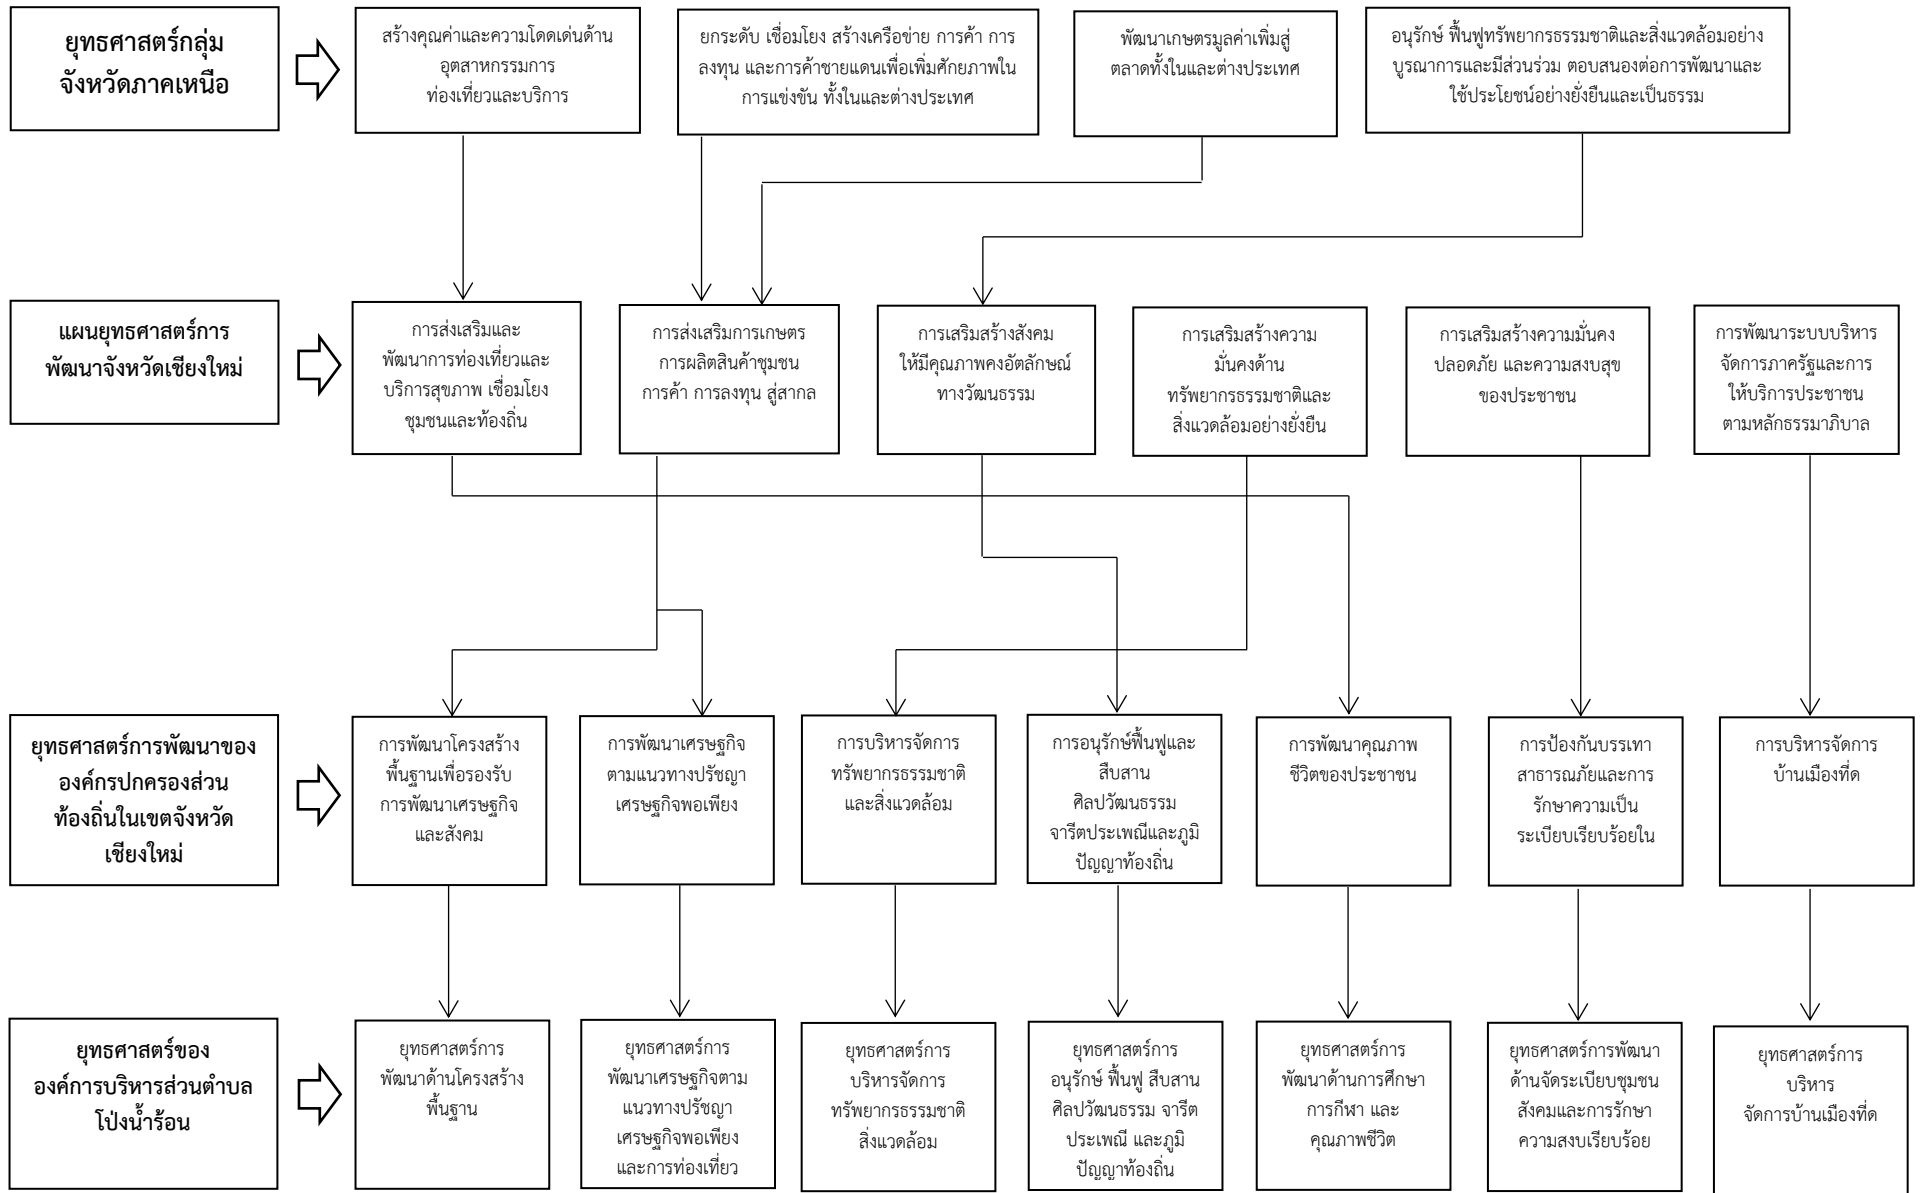 ยุทธศาสตร์กลุ่ม
จังหวัดภาคเหนือ
สร้างคุณค่าและความโดดเด่นด้าน
อุตสาหกรรมการ
ท่องเที่ยวและบริการ
ยกระดับ เชื่อมโยง สร้างเครือข่าย การค้า การ
ลงทุน และการค้าชายแดนเพื่อเพิ่มศักยภาพใน
การแข่งขัน ทั้งในและต่างประเทศ
พัฒนาเกษตรมูลค่าเพิ่มสู่
ตลาดทั้งในและต่างประเทศ
อนุรักษ์ ฟื้นฟูทรัพยากรธรรมชาติและสิ่งแวดล้อมอย่าง
บูรณาการและมีส่วนร่วม ตอบสนองต่อการพัฒนาและ
ใช้ประโยชน์อย่างยั่งยืนและเป็นธรรม
แผนยุทธศาสตร์การ
พัฒนาจังหวัดเชียงใหม่
การส่งเสริมและ
พัฒนาการท่องเที่ยวและ
บริการสุขภาพ เชื่อมโยง
ชุมชนและท้องถิ่น
การส่งเสริมการเกษตร
การผลิตสินค้าชุมชน
การค้า การลงทุน สู่สากล
การเสริมสร้างสังคม
ให้มีคุณภาพคงอัตลักษณ์
ทางวัฒนธรรม
การเสริมสร้างความ
มั่นคงด้าน
ทรัพยากรธรรมชาติและ
สิ่งแวดล้อมอย่างยั่งยืน
การเสริมสร้างความมั่นคง
ปลอดภัย และความสงบสุข
ของประชาชน
การพัฒนาระบบบริหาร
จัดการภาครัฐและการ
ให้บริการประชาชน
ตามหลักธรรมาภิบาล
ยุทธศาสตร์การพัฒนาของ
องค์กรปกครองส่วน
ท้องถิ่นในเขตจังหวัด
เชียงใหม่
การพัฒนาโครงสร้าง
พื้นฐานเพื่อรองรับ
การพัฒนาเศรษฐกิจ
และสังคม
การพัฒนาเศรษฐกิจ
ตามแนวทางปรัชญา
เศรษฐกิจพอเพียง
การบริหารจัดการ
ทรัพยากรธรรมชาติ
และสิ่งแวดล้อม
การอนุรักษ์ฟื้นฟูและ
สืบสาน
ศิลปวัฒนธรรม
จารีตประเพณีและภูมิ
ปัญญาท้องถิ่น
การพัฒนาคุณภาพ
ชีวิตของประชาชน
การป้องกันบรรเทา
สาธารณภัยและการ
รักษาความเป็น
ระเบียบเรียบร้อยใน
การบริหารจัดการ
บ้านเมืองที่ด
ยุทธศาสตร์ของ
องค์การบริหารส่วนตำบล
โป่งน้ำร้อน
ยุทธศาสตร์การ
พัฒนาด้านโครงสร้าง
พื้นฐาน
ยุทธศาสตร์การ
พัฒนาเศรษฐกิจตาม
แนวทางปรัชญา
เศรษฐกิจพอเพียง
และการท่องเที่ยว
ยุทธศาสตร์การ
บริหารจัดการ
ทรัพยากรธรรมชาติ
สิ่งแวดล้อม
ยุทธศาสตร์การ
อนุรักษ์ ฟื้นฟู สืบสาน
ศิลปวัฒนธรรม จารีต
ประเพณี และภูมิ
ปัญญาท้องถิ่น
ยุทธศาสตร์การ
พัฒนาด้านการศึกษา
การกีฬา และ
คุณภาพชีวิต
ยุทธศาสตร์การพัฒนา
ด้านจัดระเบียบชุมชน
สังคมและการรักษา
ความสงบเรียบร้อย
ยุทธศาสตร์การ
บริหาร
จัดการบ้านเมืองที่ด